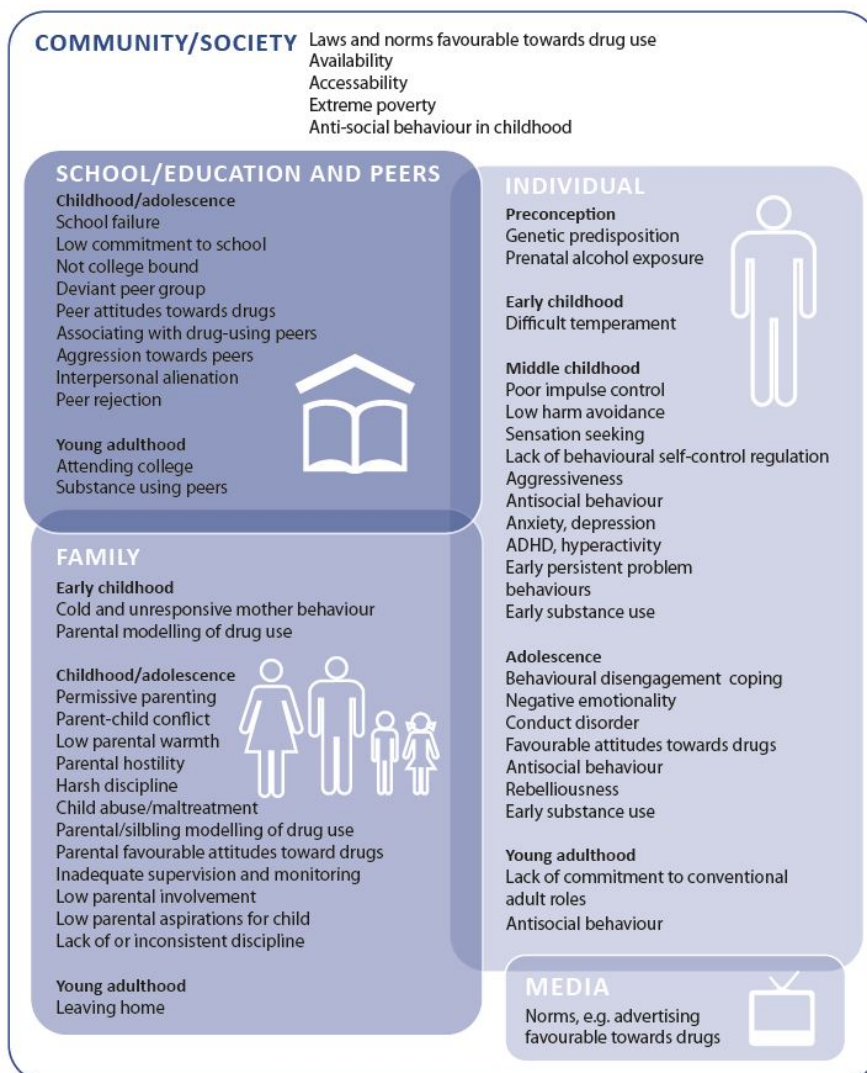 COMMUNITY/SOCIETY
Laws and norms favourable towards drug use
Availability
Accessability
Extreme poverty
Anti-social behaviour in childhood
SCHOOL/EDUCATION AND PEERS
Childhood/adolescence
School failure
Low commitment to school
Not college bound
Deviant peer group
Peer attitudes towards drugs
Associating with drug-using peers
Aggression towards peers
Interpersonal alienation
Peer rejection
Young adulthood
Attending college
Substance using peers
FAMILY
Early childhood
Cold and unresponsive mother behaviour
Parental modelling of drug use
Childhood/adolescence
Permissive parenting
Parent-child conflict
Low parental warmth
Parental hostility
Harsh discipline
Child abuse/maltreatment
Parental/silbling modelling of drug use
Parental favourable attitudes toward drugs
Inadequate supervision and monitoring
Low parental involvement
Low parental aspirations for child
Lack of or inconsistent discipline
Young adulthood
Leaving home
INDIVIDUAL
Preconception
Genetic predisposition
Prenatal alcohol exposure
Early childhood
Difficult temperament
Middle childhood
Poor impulse control
Low harm avoidance
Sensation seeking
Lack of behavioural self-control regulation
Aggressiveness
Antisocial behaviour
Anxiety, depression
ADHD, hyperactivity
Early persistent problem
behaviours
Early substance use
Adolescence
Behavioural disengagement coping
Negative emotionality
Conduct disorder
Favourable attitudes towards drugs
Antisocial behaviour
Rebelliousness
Early substance use
Young adulthood
Lack of commitment to conventional
adult roles
Antisocial behaviour
MEDIA
Norms, e.g. advertising
favourable towards drugs